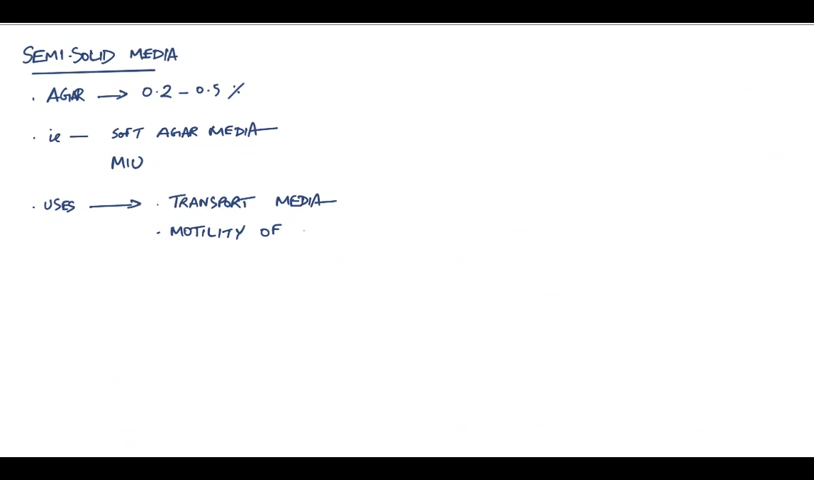 SEMI-SOLID MEDIA
. AGAR → 0.2 - 0.5 %
. ie — SOFT AGAR MEDIA
MIU
. USES → . TRANSPORT MEDIA
. MOTILITY OF